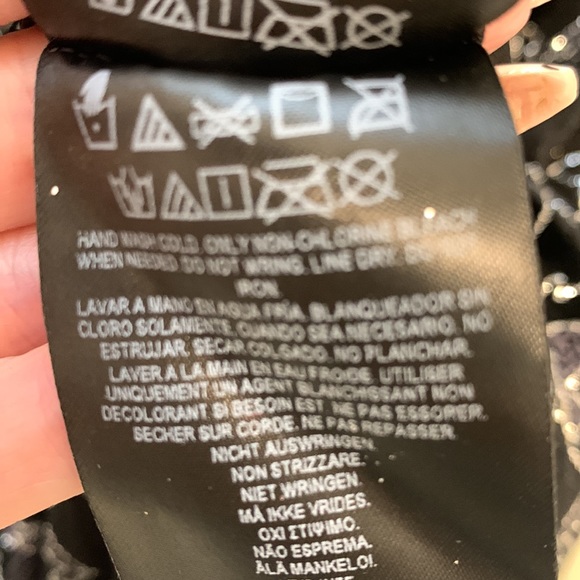 HAND WASH COLD. ONLY NON-CHLORINE BLEACH
WHEN NEEDED. DO NOT WRING. LINE DRY.
IRON.
LAVAR A MANO EN AGUA FRIA. BLANQUEADOR SIN
CLORO SOLAMENTE, CUANDO SEA NECESARIO. NO
ESTRUJAR. SECAR COLGADO. NO PLANCHAR.
LAVER A LA MAIN EN EAU FROIDE. UTILISER
UNIQUEMENT UN AGENT BLANCHISSANT NON
DECOLORANT SI BESOIN EST. NE PAS ESSORER.
SECHER SUR CORDE. NE PAS REPASSER.
NICHT AUSWRINGEN.
NON STRIZZARE.
NIET WRINGEN.
MÅ IKKE VRIDES.
ΟΧΙ ΣΤΙΨΙΜΟ.
NÃO ESPREMA.
ÄLÄ MANKELOI.